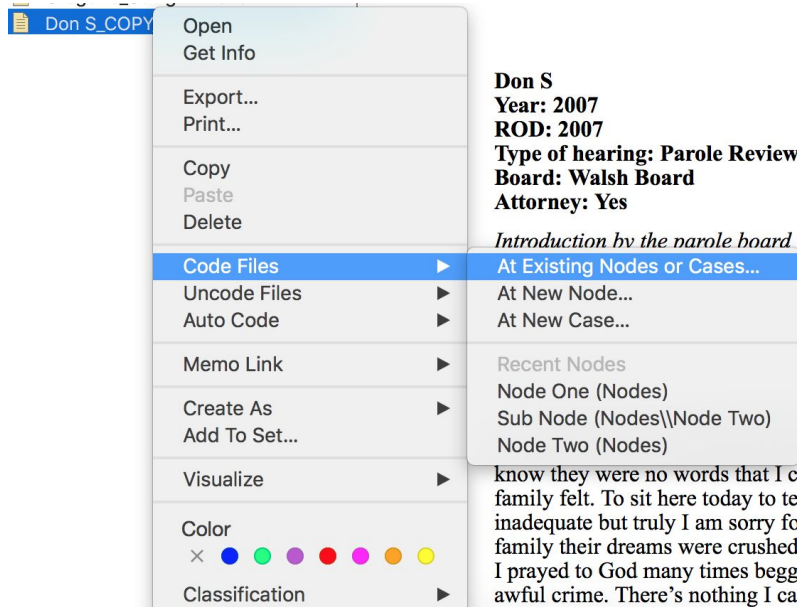 Don S_COPY
Open
Get Info
Export...
Print...
Copy
Paste
Delete
Code Files
Uncode Files
Auto Code
Memo Link
Create As
Add To Set...
Visualize
Color
Classification
Don S
Year: 2007
ROD: 2007
Type of hearing: Parole Review
Board: Walsh Board
Attorney: Yes
Introduction by the parole board
At Existing Nodes or Cases...
At New Node...
At New Case...
Recent Nodes
Node One (Nodes)
Sub Node (Nodes\\Node Two)
Node Two (Nodes)
know they were no words that I c
family felt. To sit here today to te
inadequate but truly I am sorry fo
family their dreams were crushed
I prayed to God many times begg
awful crime. There's nothing I ca